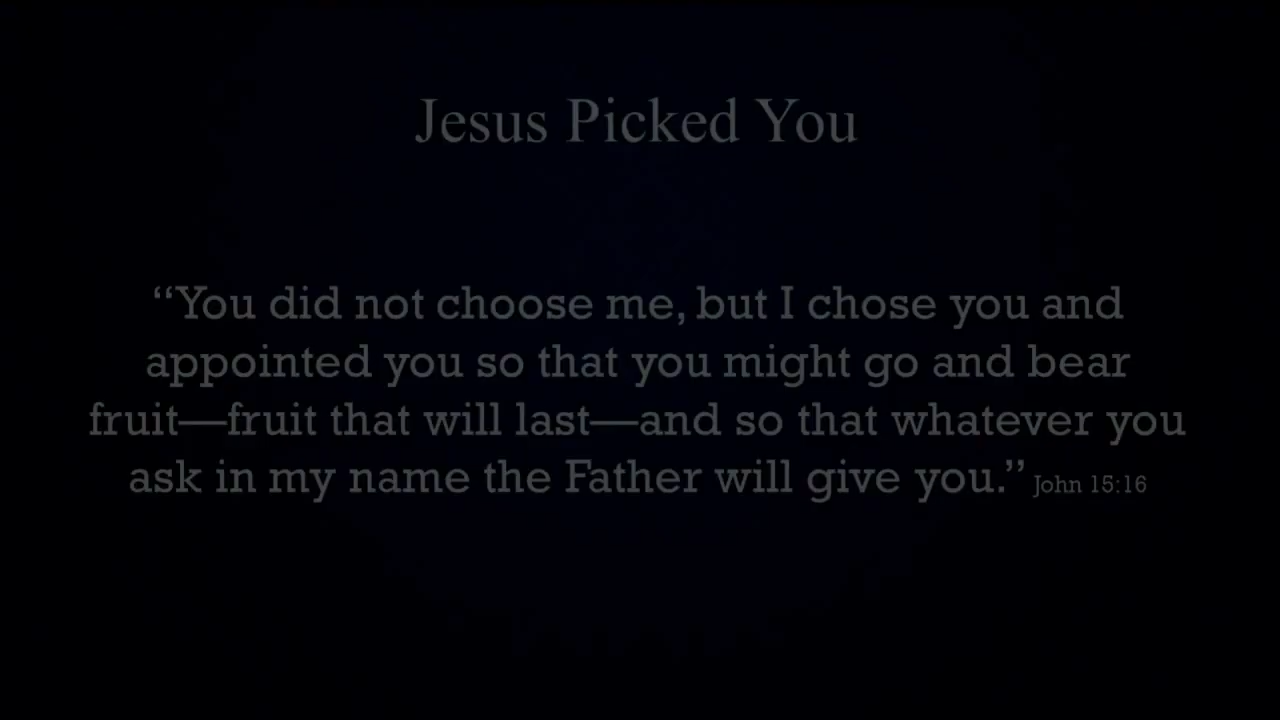 Jesus Picked You
“You did not choose me, but I chose you and
appointed you so that you might go and bear
fruit—fruit that will last—and so that whatever you
ask in my name the Father will give you.” John 15:16